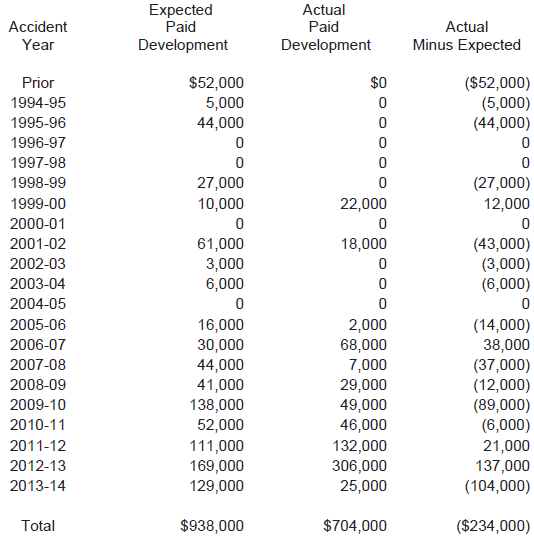 Expected Actual
Accident Paid Paid Actual
Year Development Development Minus Expected
Prior $52,000 $0 ($52,000)
1994-95 5,000 0 (5,000)
1995-96 44,000 0 (44,000)
1996-97 0 0 0
1997-98 0 0 0
1998-99 27,000 0 (27,000)
1999-00 10,000 22,000 12,000
2000-01 0 0 0
2001-02 61,000 18,000 (43,000)
2002-03 3,000 0 (3,000)
2003-04 6,000 0 (6,000)
2004-05 0 0 0
2005-06 16,000 2,000 (14,000)
2006-07 30,000 68,000 38,000
2007-08 44,000 7,000 (37,000)
2008-09 41,000 29,000 (12,000)
2009-10 138,000 49,000 (89,000)
2010-11 52,000 46,000 (6,000)
2011-12 111,000 132,000 21,000
2012-13 169,000 306,000 137,000
2013-14 129,000 25,000 (104,000)
Total $938,000 $704,000 ($234,000)